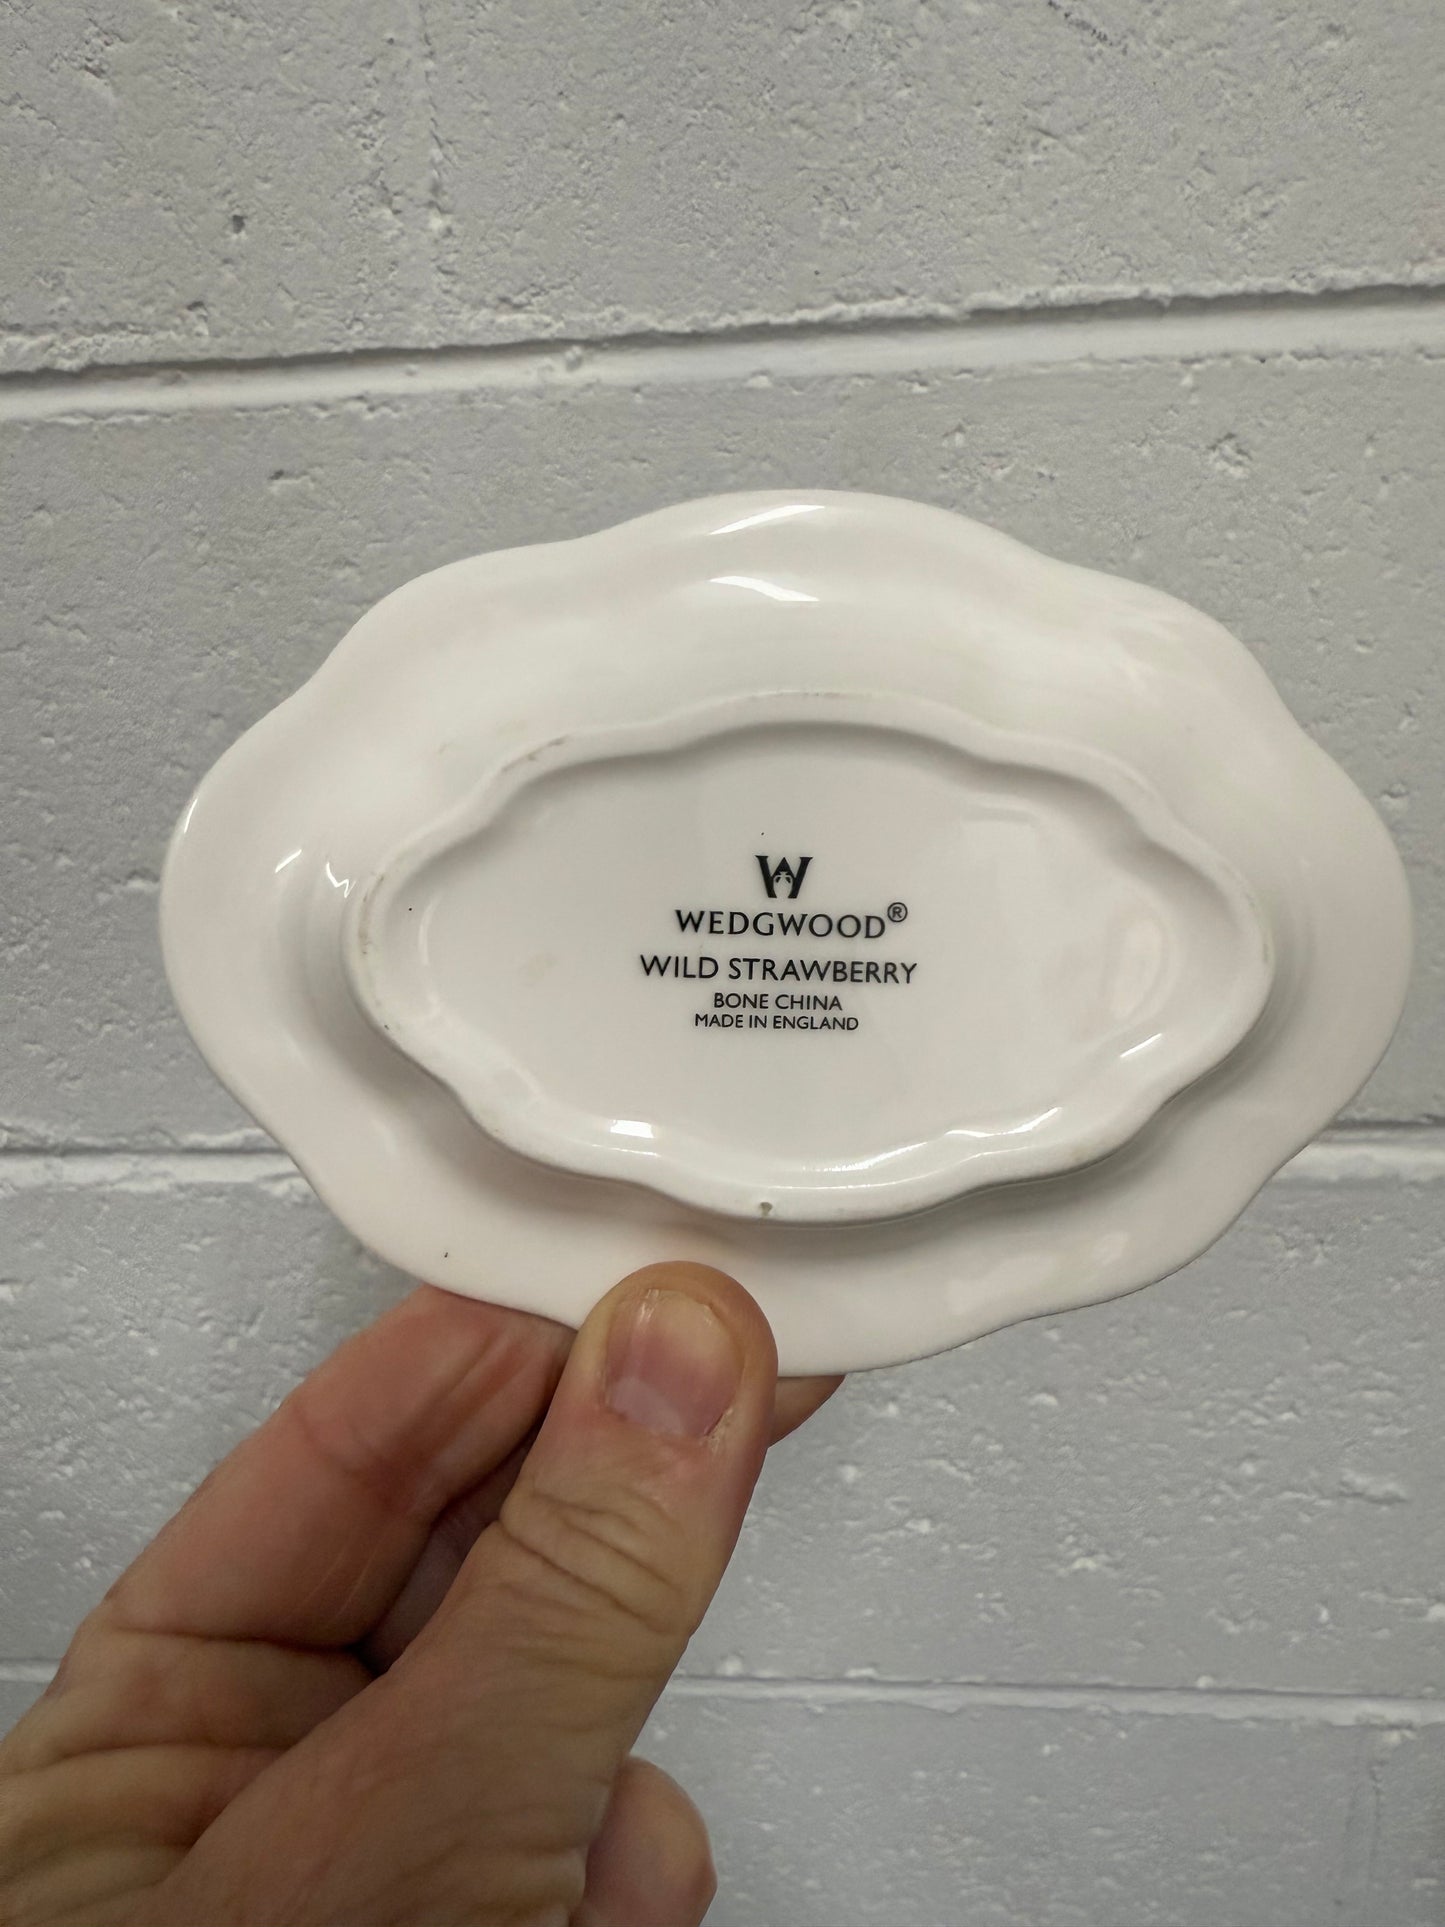 W
WEDGWOOD®
WILD STRAWBERRY
BONE CHINA
MADE IN ENGLAND